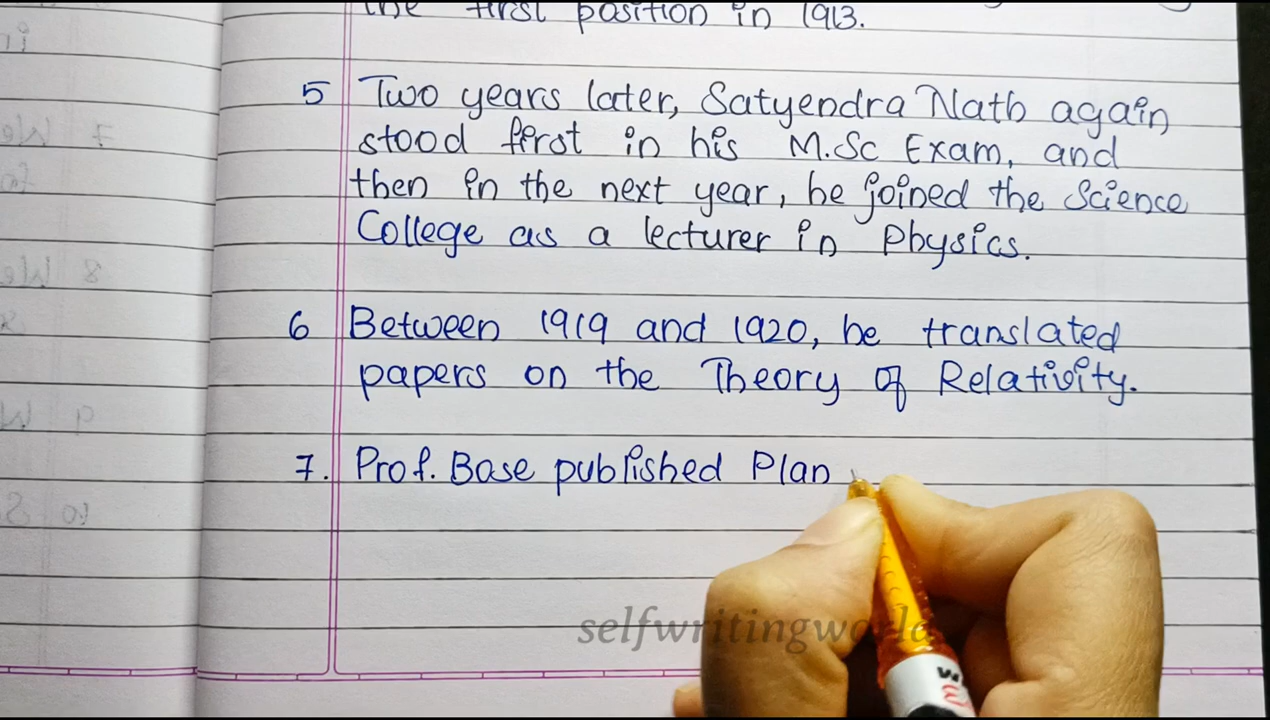 the first position in 1913.
5 Two years later, Satyendra Nath again
stood first in his M.Sc Exam, and
then in the next year, he joined the Science
College as a lecturer in Physics.
6 Between 1919 and 1920, he translated
papers on the Theory of Relativity.
7. Prof. Bose published Plan
selfwritingworld